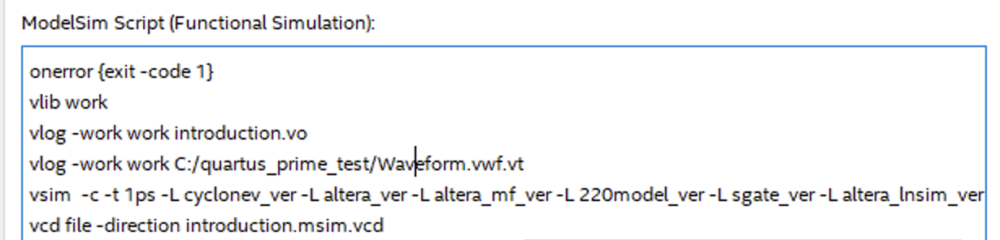 ModelSim Script (Functional Simulation):
onerror {exit -code 1}
vlib work
vlog -work work introduction.vo
vlog -work work C:/quartus_prime_test/Waveform.vwf.vt
vsim  -c -t 1ps -L cyclonev_ver -L altera_ver -L altera_mf_ver -L 220model_ver -L sgate_ver -L altera_lnsim_ver
vcd file -direction introduction.msim.vcd